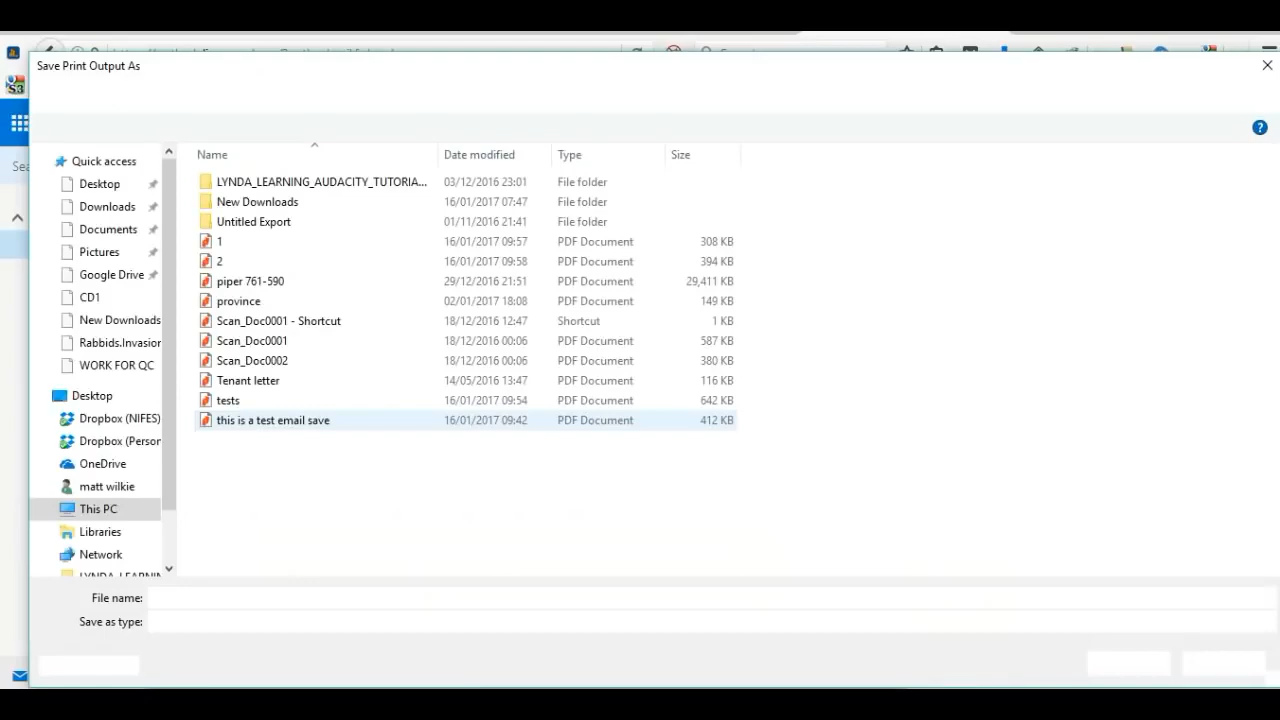 Save Print Output As
S3
Sea
Name Date modified Type Size
Quick access
Desktop
Downloads
Documents
Pictures
Google Drive
CD1
New Downloads
Rabbids.Invasion
WORK FOR QC
Desktop
Dropbox (NIFES)
Dropbox (Person
OneDrive
matt wilkie
This PC
Libraries
Network
LYNDA_LEARNIN
LYNDA_LEARNING_AUDACITY_TUTORIA... 03/12/2016 23:01 File folder
New Downloads 16/01/2017 07:47 File folder
Untitled Export 01/11/2016 21:41 File folder
1 16/01/2017 09:57 PDF Document 308 KB
2 16/01/2017 09:58 PDF Document 394 KB
piper 761-590 29/12/2016 21:51 PDF Document 29,411 KB
province 02/01/2017 18:08 PDF Document 149 KB
Scan_Doc0001 - Shortcut 18/12/2016 12:47 Shortcut 1 KB
Scan_Doc0001 18/12/2016 00:06 PDF Document 587 KB
Scan_Doc0002 18/12/2016 00:06 PDF Document 380 KB
Tenant letter 14/05/2016 13:47 PDF Document 116 KB
tests 16/01/2017 09:54 PDF Document 642 KB
this is a test email save 16/01/2017 09:42 PDF Document 412 KB
File name:
Save as type: